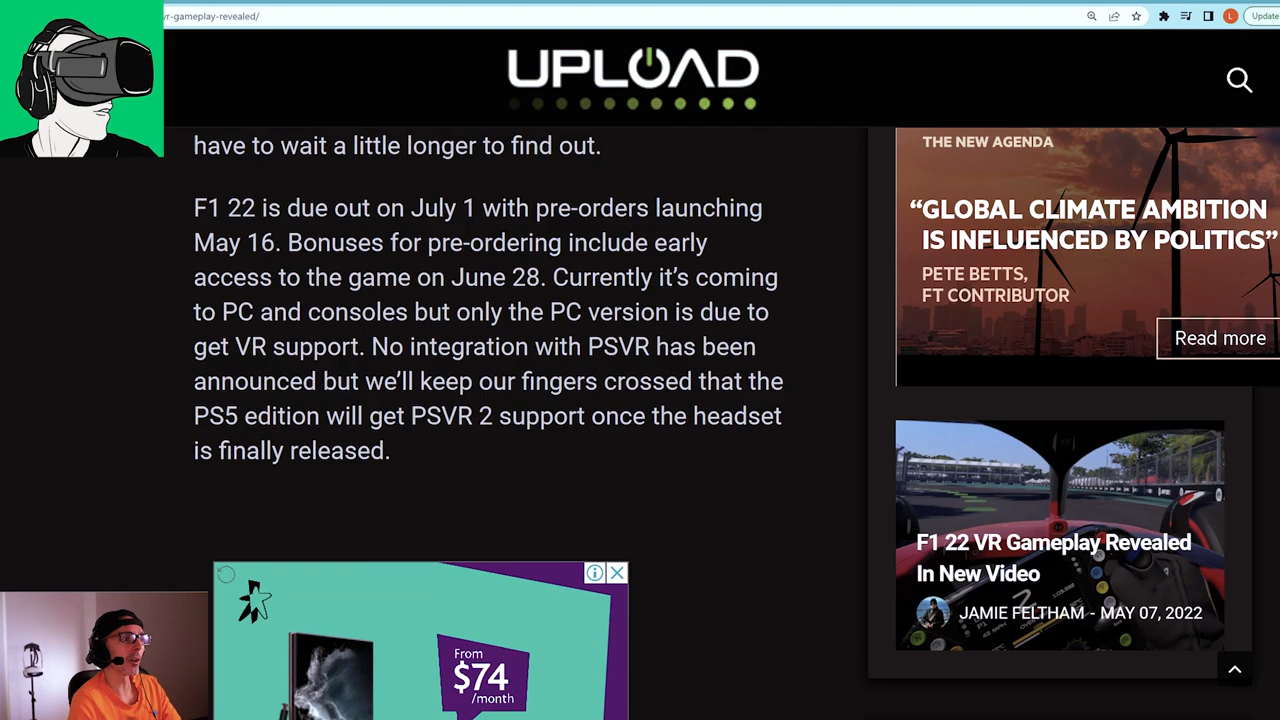 vr-gameplay-revealed/
L
Update
UPLOAD
have to wait a little longer to find out.
F1 22 is due out on July 1 with pre-orders launching
May 16. Bonuses for pre-ordering include early
access to the game on June 28. Currently it's coming
to PC and consoles but only the PC version is due to
get VR support. No integration with PSVR has been
announced but we'll keep our fingers crossed that the
PS5 edition will get PSVR 2 support once the headset
is finally released.
THE NEW AGENDA
“GLOBAL CLIMATE AMBITION
IS INFLUENCED BY POLITICS”
PETE BETTS,
FT CONTRIBUTOR
Read more
F1 22 VR Gameplay Revealed
In New Video
JAMIE FELTHAM - MAY 07, 2022
From
$74
/month